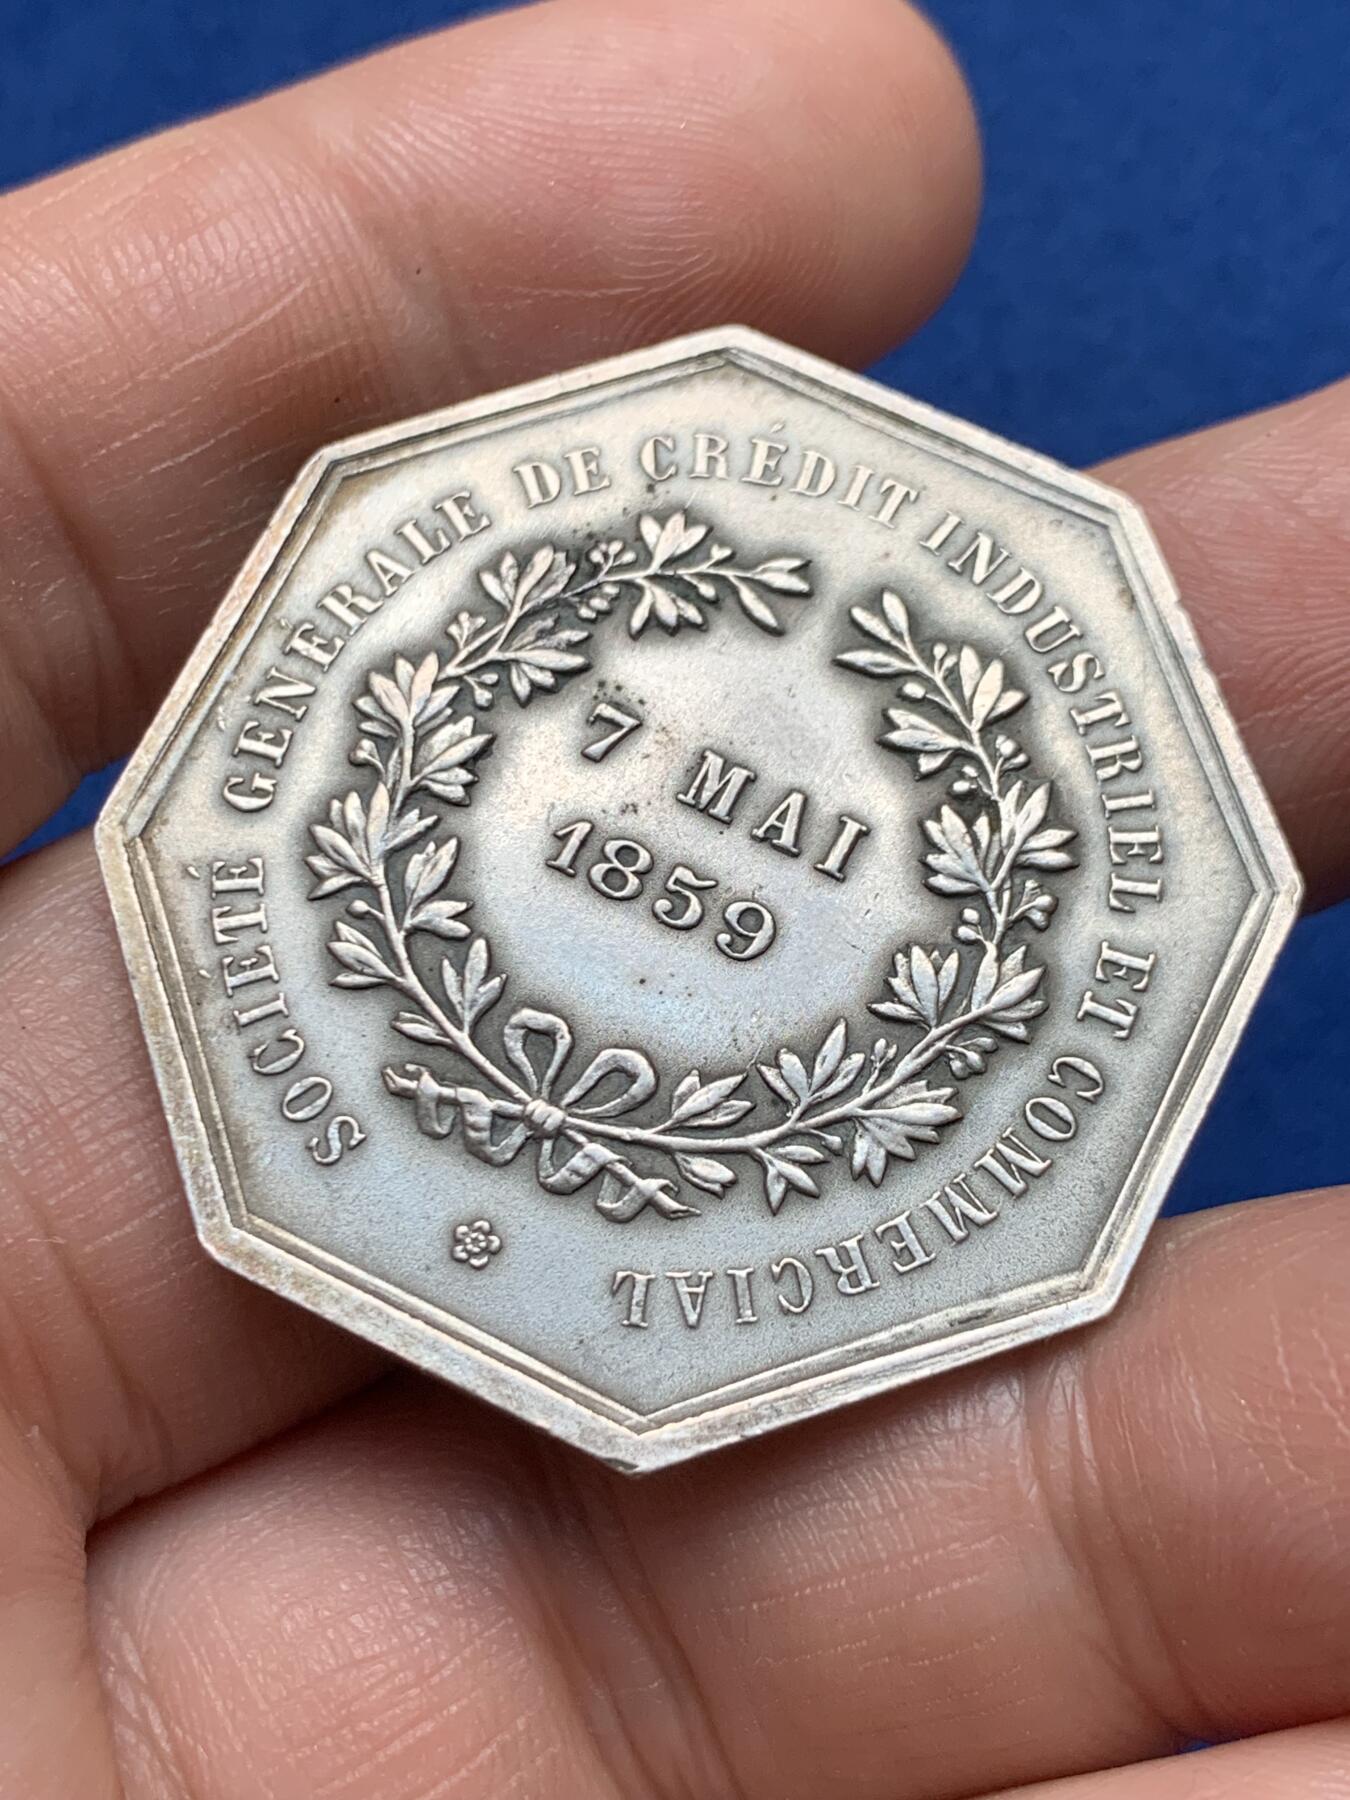 SOCIÉTÉ GÉNÉRALE DE CRÉDIT INDUSTRIEL ET COMMERCIAL
7 MAI
1859